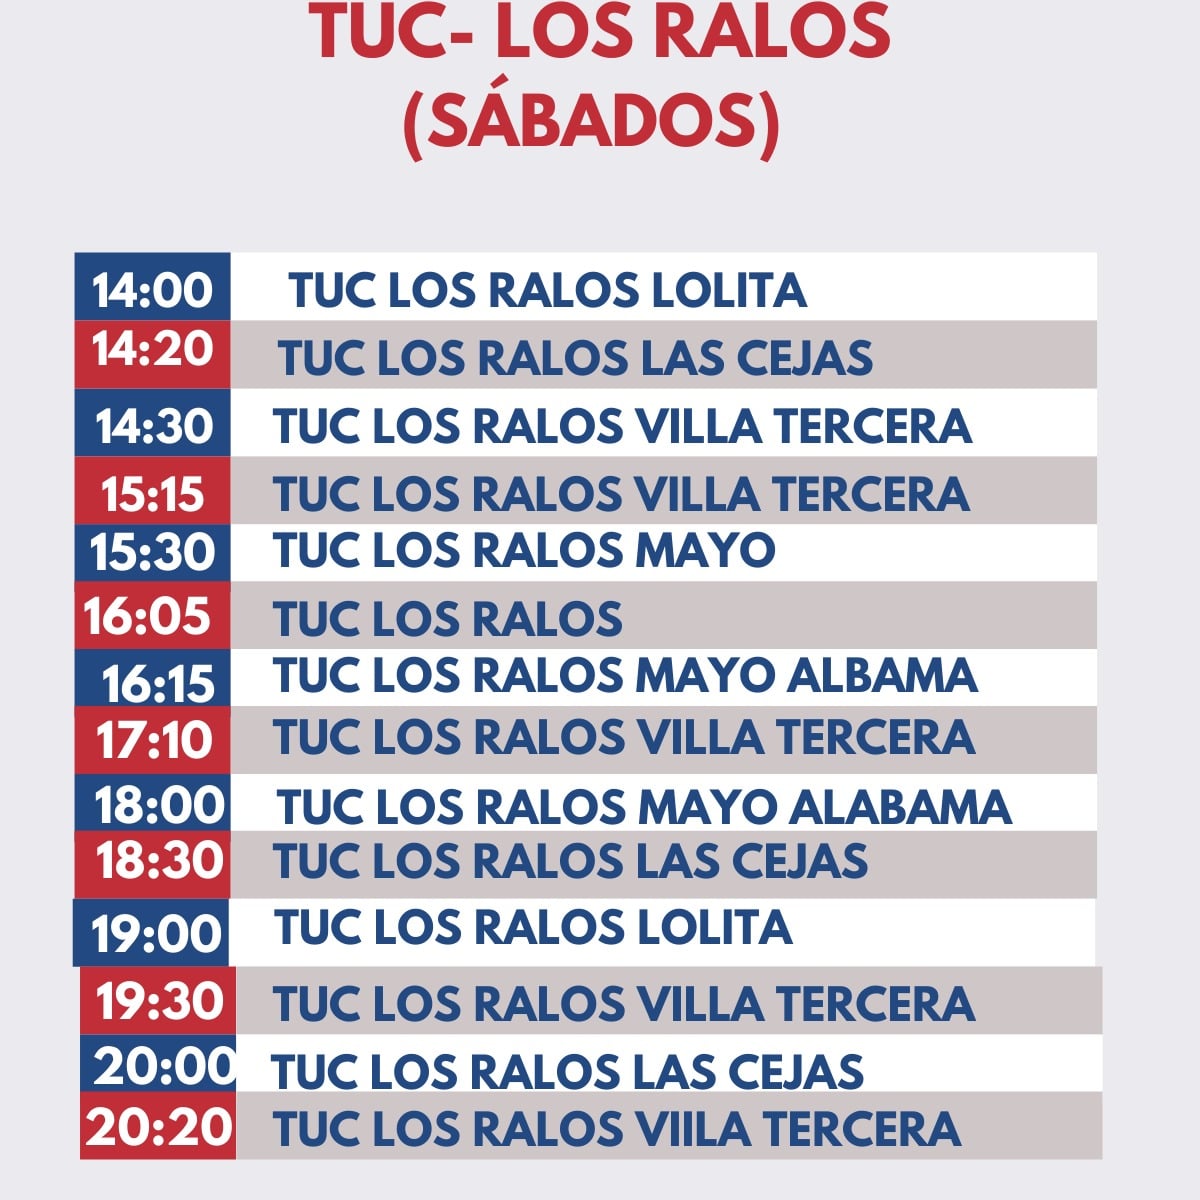 TUC- LOS RALOS
(SÁBADOS)
14:00 TUC LOS RALOS LOLITA
14:20 TUC LOS RALOS LAS CEJAS
14:30 TUC LOS RALOS VILLA TERCERA
15:15 TUC LOS RALOS VILLA TERCERA
15:30 TUC LOS RALOS MAYO
16:05 TUC LOS RALOS
16:15 TUC LOS RALOS MAYO ALBAMA
17:10 TUC LOS RALOS VILLA TERCERA
18:00 TUC LOS RALOS MAYO ALABAMA
18:30 TUC LOS RALOS LAS CEJAS
19:00 TUC LOS RALOS LOLITA
19:30 TUC LOS RALOS VILLA TERCERA
20:00 TUC LOS RALOS LAS CEJAS
20:20 TUC LOS RALOS VIILA TERCERA